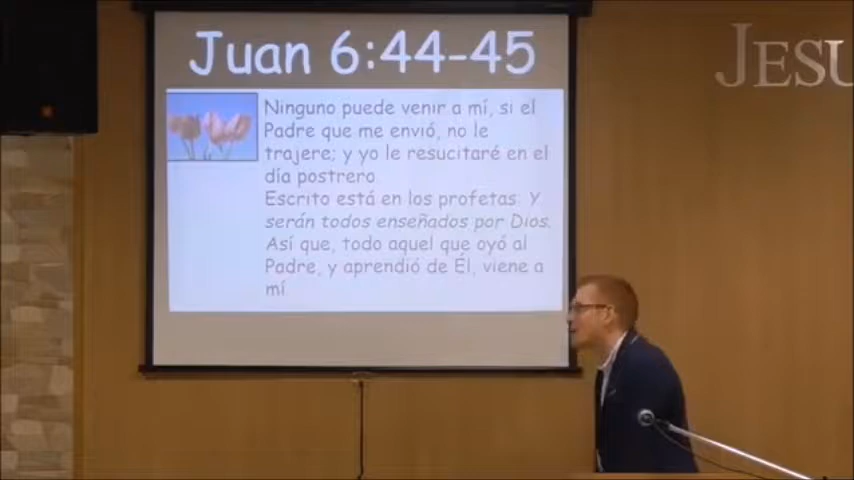 Juan 6:44-45
JESU
Ninguno puede venir a mí, si el
Padre que me envió, no le
trajere; y yo le resucitaré en el
día postrero.
Escrito está en los profetas: Y
serán todos enseñados por Dios.
Así que, todo aquel que oyó al
Padre, y aprendió de Él, viene a
mí